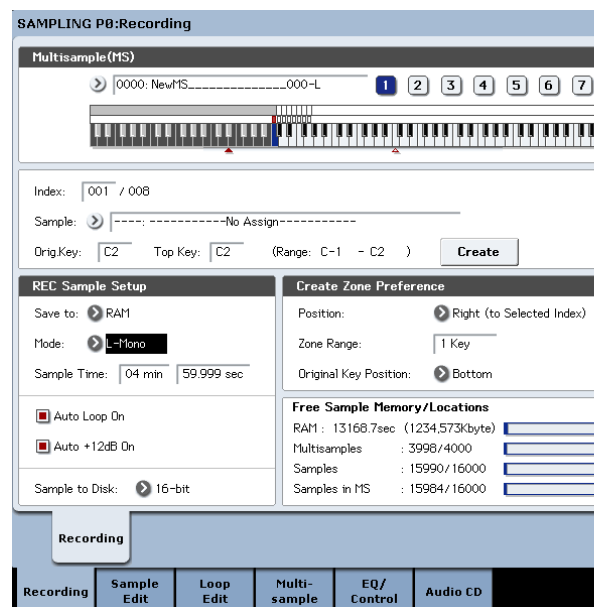 SAMPLING P0:Recording
Multisample(MS)
0000: NewMS______________000-L 1 2 3 4 5 6 7
Index: 001 / 008
Sample: ----: -----------No Assign-----------
Orig.Key: C2 Top Key: C2 (Range: C-1 - C2 ) Create
REC Sample Setup
Save to: RAM
Mode: L-Mono
Sample Time: 04 min 59.999 sec
Auto Loop On
Auto +12dB On
Sample to Disk: 16-bit
Create Zone Preference
Position: Right (to Selected Index)
Zone Range: 1 Key
Original Key Position: Bottom
Free Sample Memory/Locations
RAM : 13168.7sec (1234,573Kbyte)
Multisamples : 3998/4000
Samples : 15990/16000
Samples in MS : 15984/16000
Recording
Recording Sample Edit Loop Edit Multi-sample EQ/Control Audio CD